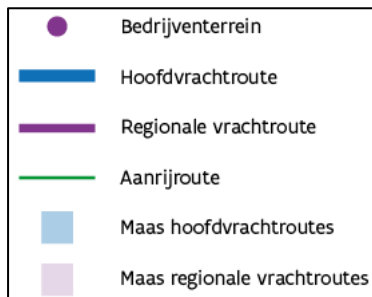 Bedrijventerrein
Hoofdvrachtroute
Regionale vrachtroute
Aanrijroute
Maas hoofdvrachtroutes
Maas regionale vrachtroutes